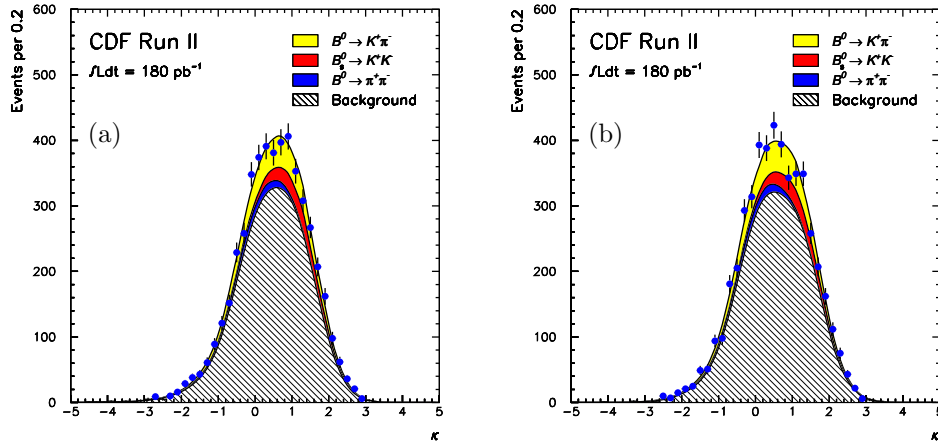 Events per 0.2
600
500
400
300
200
100
0
CDF Run II
∫Ldt = 180 pb⁻¹
(a)
B⁰ → K⁺π⁻
B⁰ₛ → K⁺K⁻
B⁰ → π⁺π⁻
Background
−5 −4 −3 −2 −1 0 1 2 3 4 5
κ
Events per 0.2
600
500
400
300
200
100
0
CDF Run II
∫Ldt = 180 pb⁻¹
(b)
B⁰ → K⁺π⁻
B⁰ₛ → K⁺K⁻
B⁰ → π⁺π⁻
Background
−5 −4 −3 −2 −1 0 1 2 3 4 5
κ